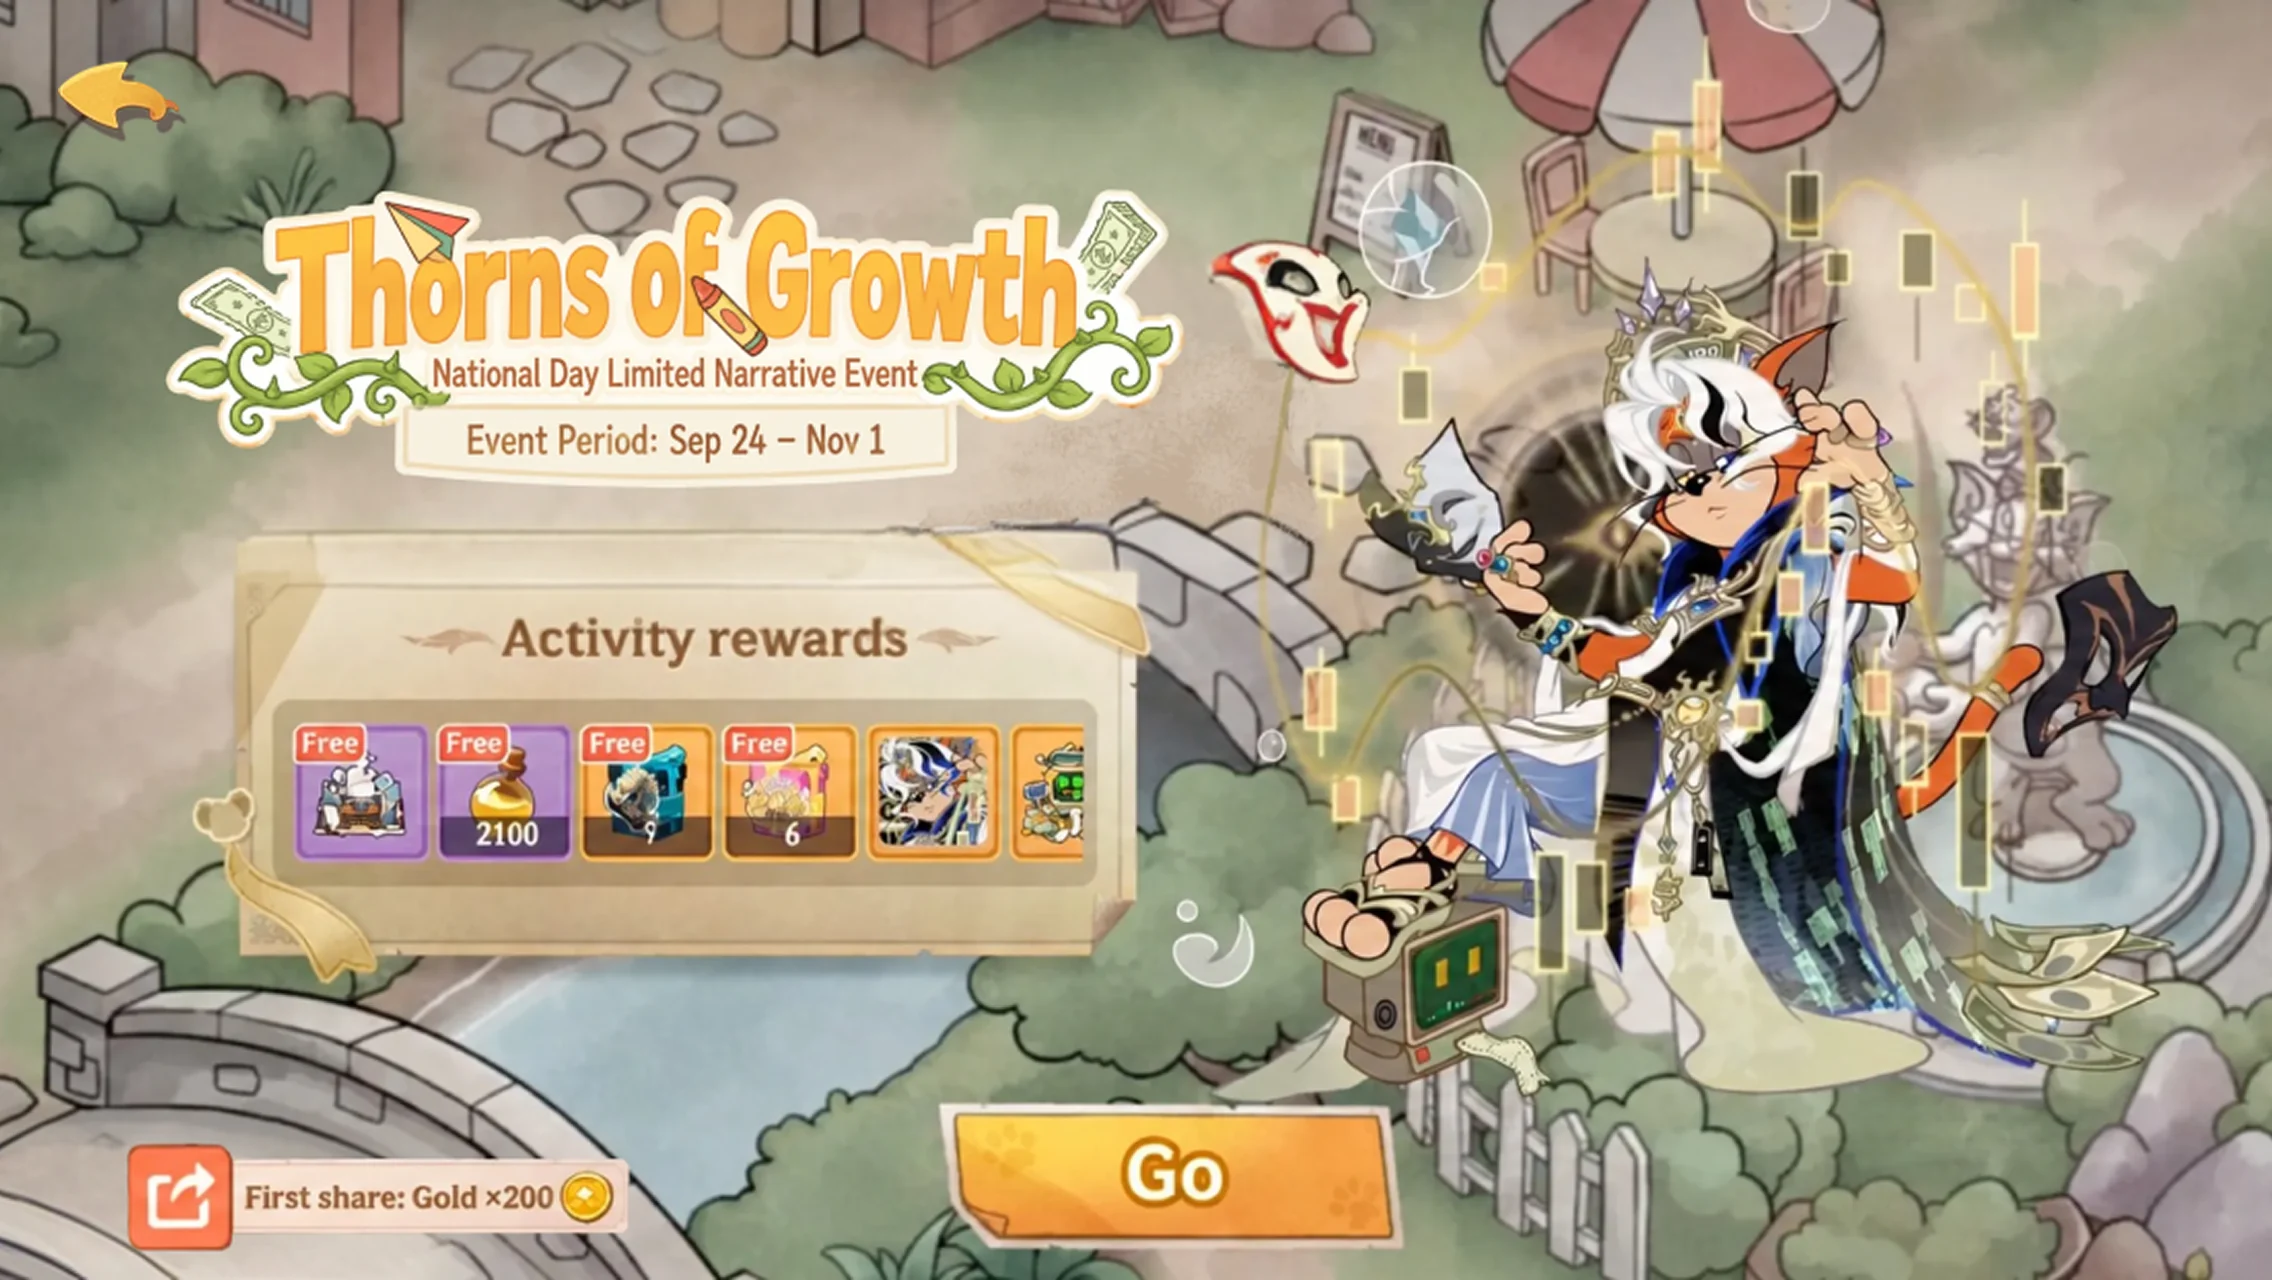 MENU
Thorns of Growth
National Day Limited Narrative Event
Event Period: Sep 24 – Nov 1
Activity rewards
Free
Free
Free
Free
2100
9
6
First share: Gold ×200
Go